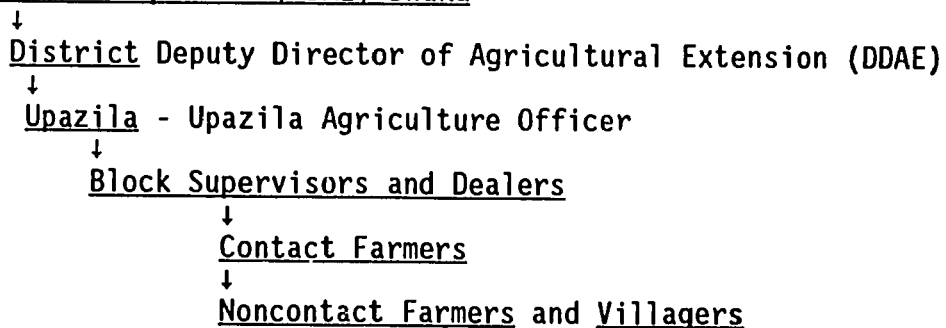 ↓
District Deputy Director of Agricultural Extension (DDAE)
↓
Upazila - Upazila Agriculture Officer
↓
Block Supervisors and Dealers
↓
Contact Farmers
↓
Noncontact Farmers and Villagers